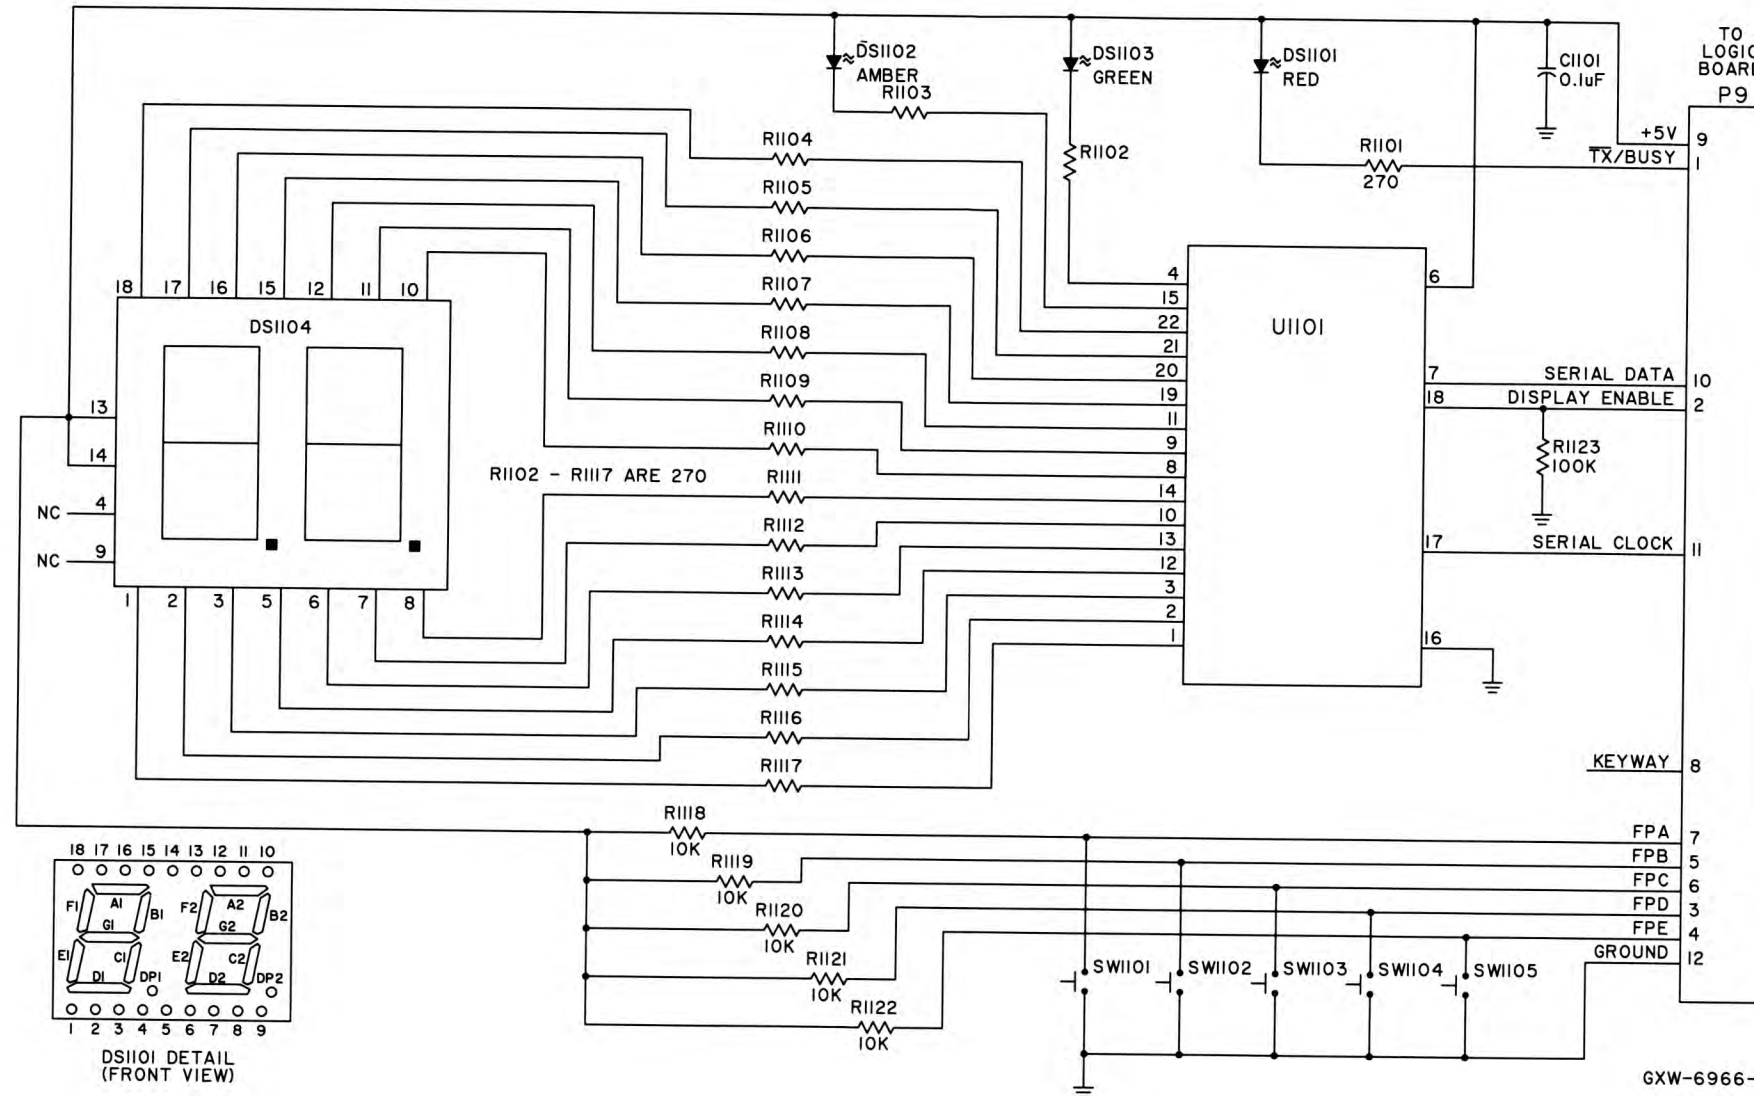 TO
LOGIC
BOARD
P9
DS1102
AMBER
R1103
DS1103
GREEN
R1102
DS1101
RED
C1101
0.1uF
+5V 9
TX/BUSY 1
R1101
270
R1104
R1105
R1106
R1107
R1108
R1109
R1110
R1111
R1112
R1113
R1114
R1115
R1116
R1117
R1102 - R1117 ARE 270
18 17 16 15 12 11 10
DS1104
13
14
NC 4
NC 9
1 2 3 5 6 7 8
U1101
4
15
22
21
20
19
11
9
8
14
10
13
12
3
2
1
6
7 SERIAL DATA 10
18 DISPLAY ENABLE 2
R1123
100K
17 SERIAL CLOCK 11
16
KEYWAY 8
R1118
10K
R1119
10K
R1120
10K
R1121
10K
R1122
10K
FPA 7
FPB 5
FPC 6
FPD 3
FPE 4
GROUND 12
SW1101 SW1102 SW1103 SW1104 SW1105
18 17 16 15 14 13 12 11 10
F1 A1 B1 F2 A2 B2
G1 G2
E1 C1 E2 C2
D1 DP1 D2 DP2
1 2 3 4 5 6 7 8 9
DS1101 DETAIL
(FRONT VIEW)
GXW-6966-